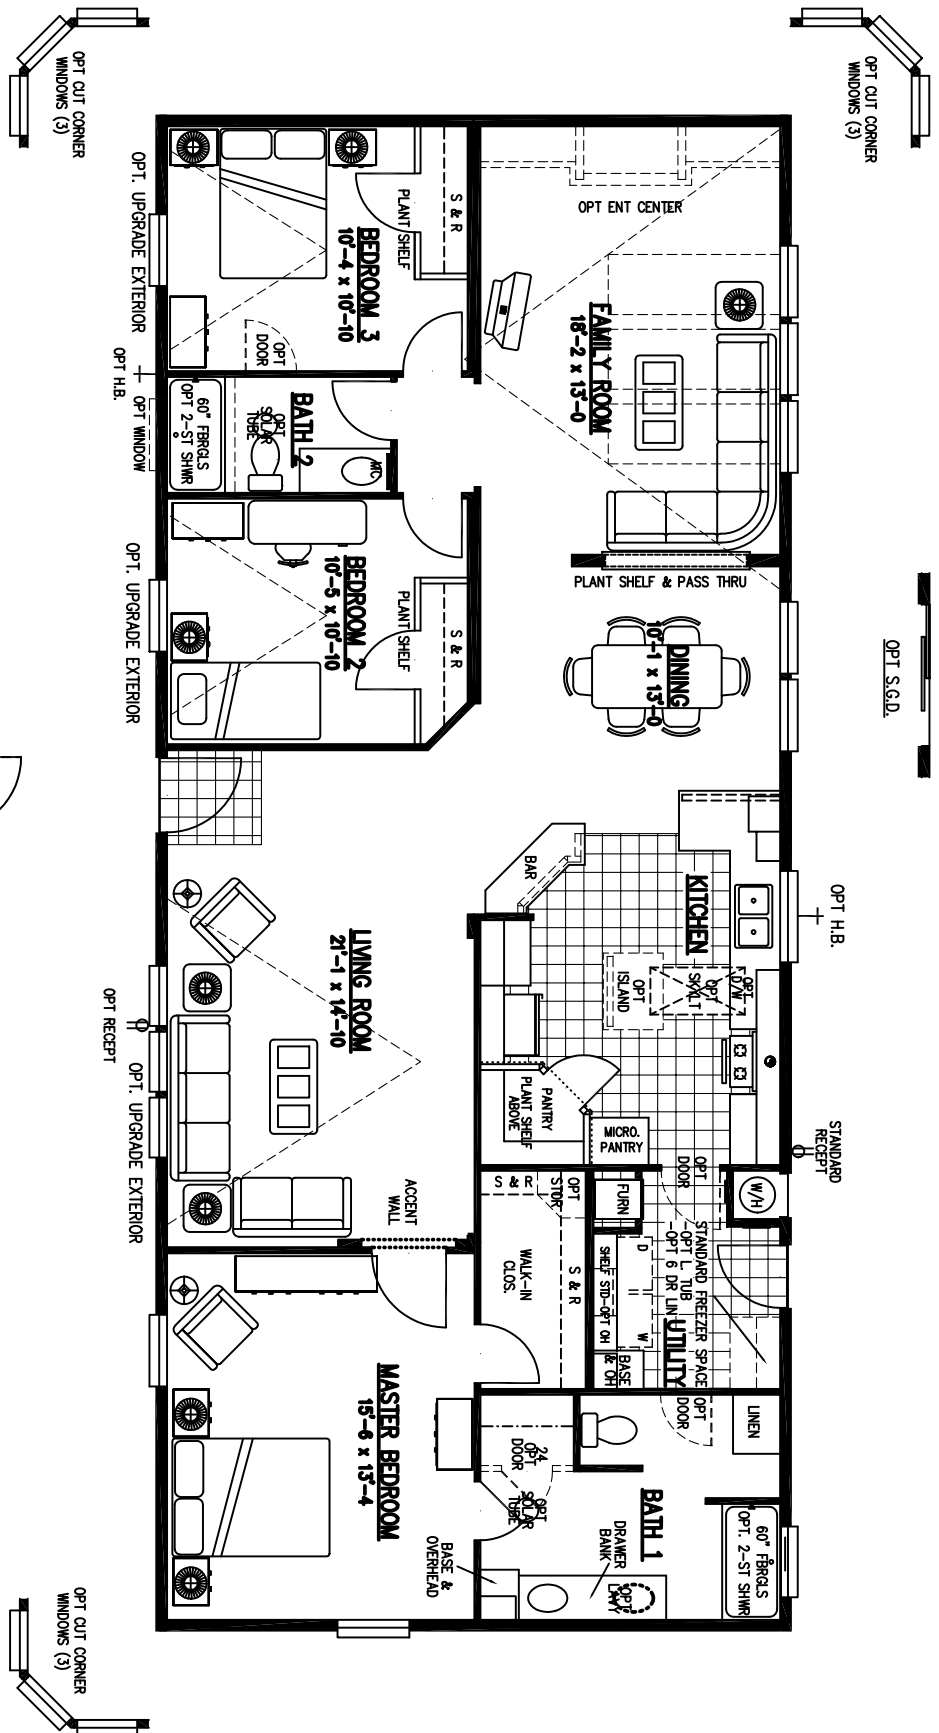 OPT CUT CORNER
WINDOWS (3)
OPT CUT CORNER
WINDOWS (3)
OPT ENT CENTER
FAMILY ROOM
18'-2 x 13'-0
S & R
PLANT SHELF
BEDROOM 3
10'-4 x 10'-10
OPT
DOOR
OPT. UPGRADE EXTERIOR
OPT H.B.
OPT WINDOW
BATH 2
OPT
SOLAR
TUBE
60" FBRGLS
OPT 2-ST SHWR
M/C
OPT. UPGRADE EXTERIOR
BEDROOM 2
10'-5 x 10'-10
PLANT SHELF
S & R
PLANT SHELF & PASS THRU
DINING
10'-1 x 13'-0
OPT S.G.D.
KITCHEN
BAR
OPT H.B.
OPT
D/W
OPT
SKYLT
OPT
ISLAND
PANTRY
PLANT SHELF
ABOVE
MICRO.
PANTRY
STANDARD
RECEPT
LIVING ROOM
21'-1 x 14'-10
OPT RECEPT
OPT. UPGRADE EXTERIOR
ACCENT
WALL
OPT
DOOR
W/H
FURN
S & R
OPT
STOR.
WALK-IN
CLOS.
S & R
STANDARD FREEZER SPACE
-OPT L TUB
-OPT 6 DR LIN
UTILITY
D
W
SHELF STD-OPT OH
BASE
& OH
OPT
DOOR
LINEN
MASTER BEDROOM
15'-6 x 13'-4
24
OPT
DOOR
OPT
SOLAR
TUBE
BATH 1
60" FBRGLS
OPT. 2-ST SHWR
DRAWER
BANK
OPT
LAVY
BASE &
OVERHEAD
OPT CUT CORNER
WINDOWS (3)